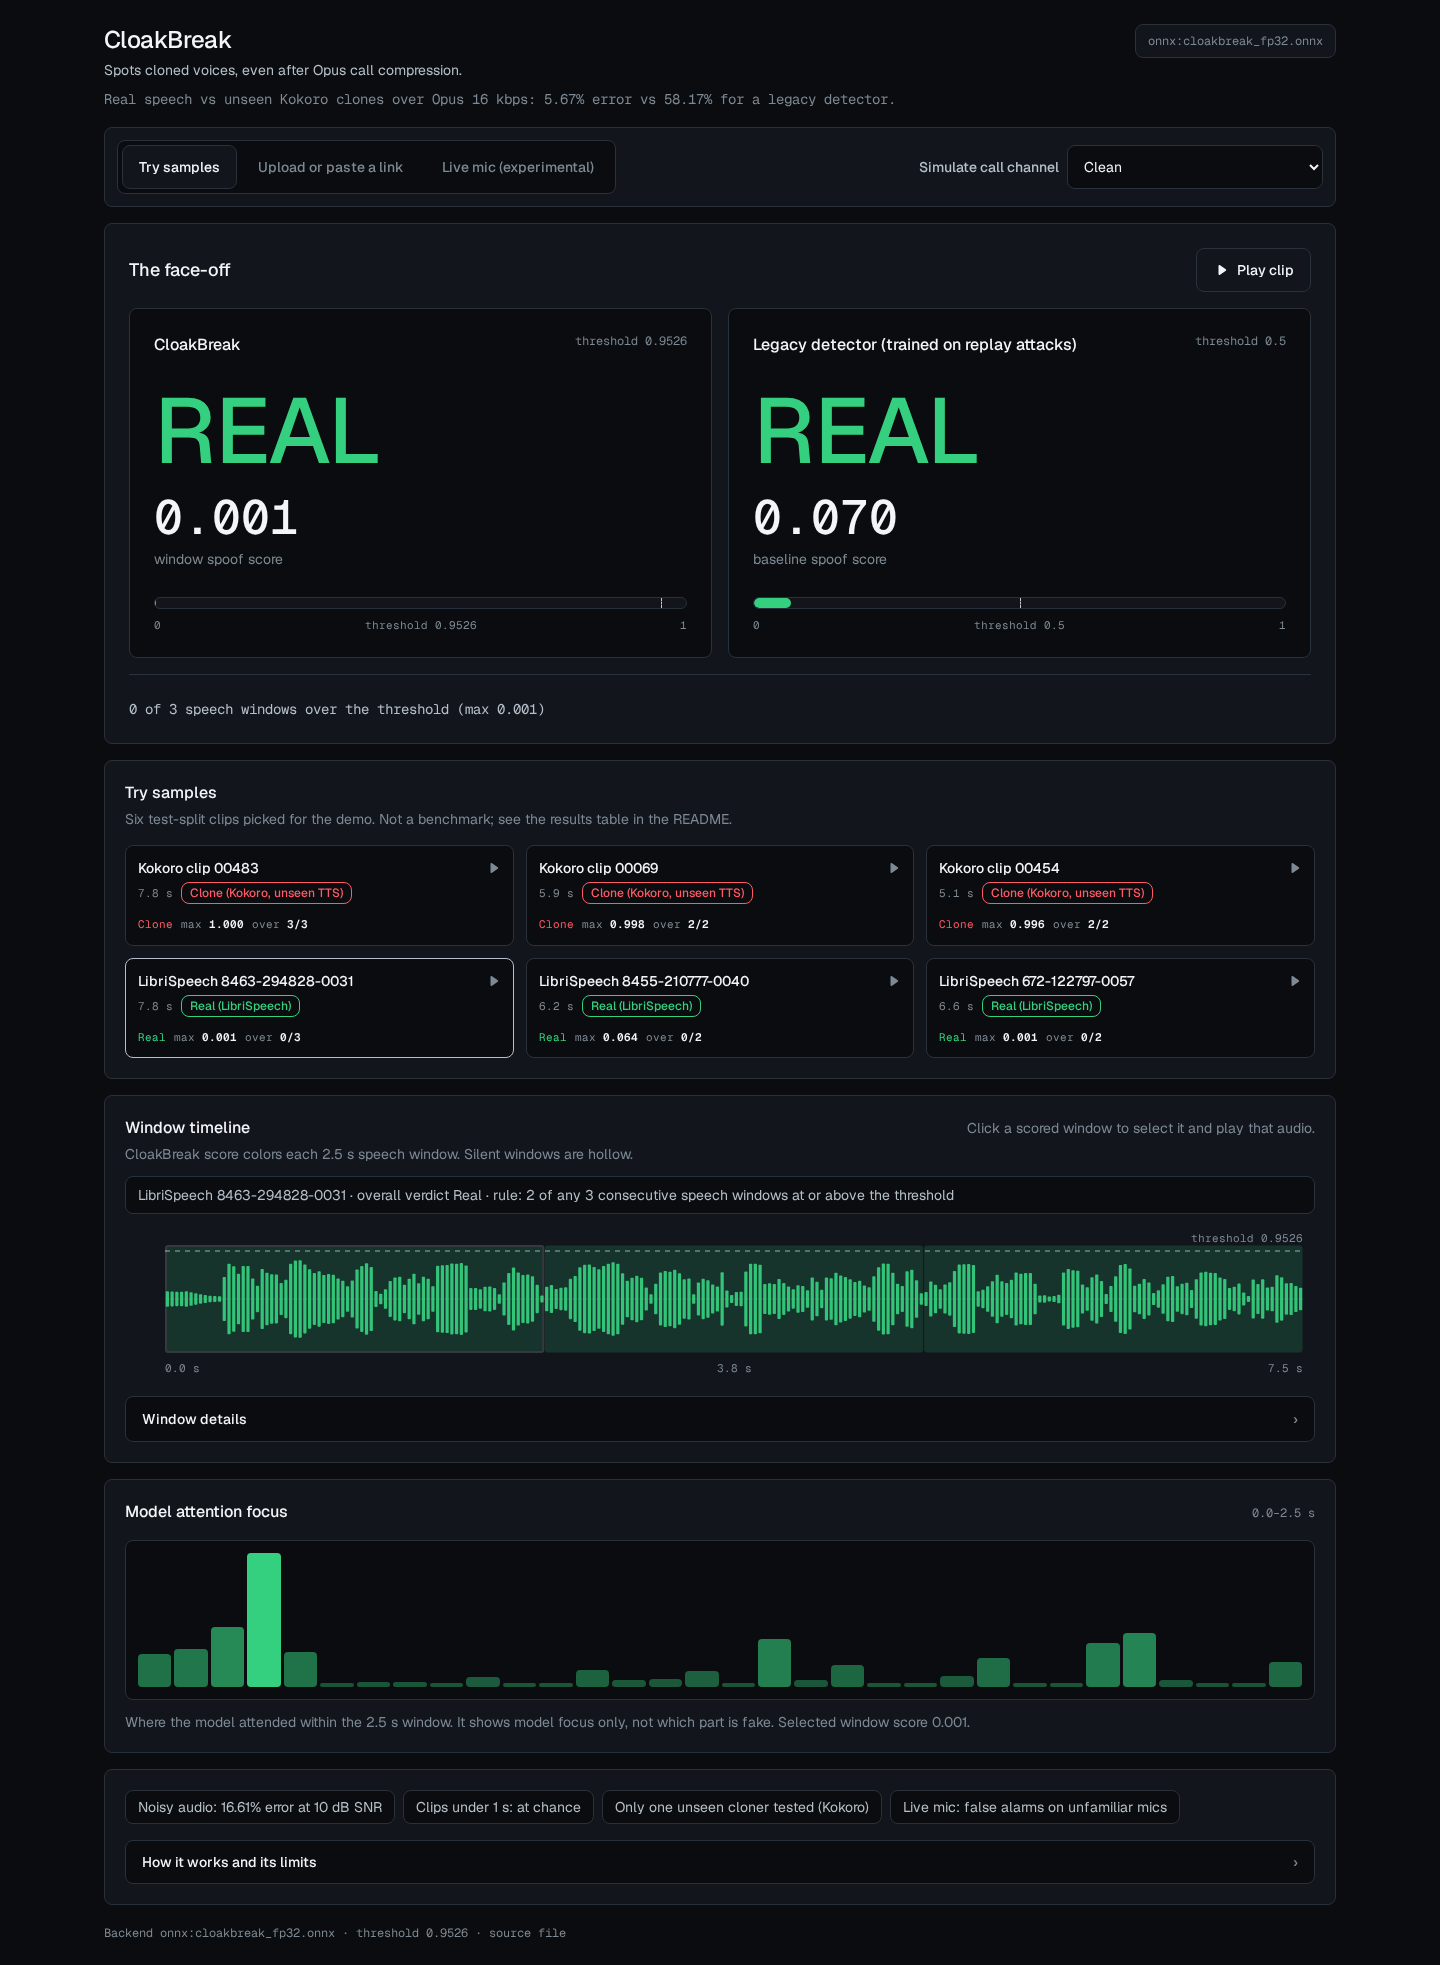 CloakBreak
onnx:cloakbreak_fp32.onnx
Spots cloned voices, even after Opus call compression.
Real speech vs unseen Kokoro clones over Opus 16 kbps: 5.67% error vs 58.17% for a legacy detector.
Try samples
Upload or paste a link
Live mic (experimental)
Simulate call channel
Clean
The face-off
Play clip
CloakBreak
threshold 0.9526
REAL
0.001
window spoof score
0
threshold 0.9526
1
Legacy detector (trained on replay attacks)
threshold 0.5
REAL
0.070
baseline spoof score
0
threshold 0.5
1
0 of 3 speech windows over the threshold (max 0.001)
Try samples
Six test-split clips picked for the demo. Not a benchmark; see the results table in the README.
Kokoro clip 00483
7.8 s Clone (Kokoro, unseen TTS)
Clone max 1.000 over 3/3
Kokoro clip 00069
5.9 s Clone (Kokoro, unseen TTS)
Clone max 0.998 over 2/2
Kokoro clip 00454
5.1 s Clone (Kokoro, unseen TTS)
Clone max 0.996 over 2/2
LibriSpeech 8463-294828-0031
7.8 s Real (LibriSpeech)
Real max 0.001 over 0/3
LibriSpeech 8455-210777-0040
6.2 s Real (LibriSpeech)
Real max 0.064 over 0/2
LibriSpeech 672-122797-0057
6.6 s Real (LibriSpeech)
Real max 0.001 over 0/2
Window timeline
Click a scored window to select it and play that audio.
CloakBreak score colors each 2.5 s speech window. Silent windows are hollow.
LibriSpeech 8463-294828-0031 · overall verdict Real · rule: 2 of any 3 consecutive speech windows at or above the threshold
threshold 0.9526
0.0 s
3.8 s
7.5 s
Window details
Model attention focus
0.0–2.5 s
Where the model attended within the 2.5 s window. It shows model focus only, not which part is fake. Selected window score 0.001.
Noisy audio: 16.61% error at 10 dB SNR
Clips under 1 s: at chance
Only one unseen cloner tested (Kokoro)
Live mic: false alarms on unfamiliar mics
How it works and its limits
Backend onnx:cloakbreak_fp32.onnx · threshold 0.9526 · source file